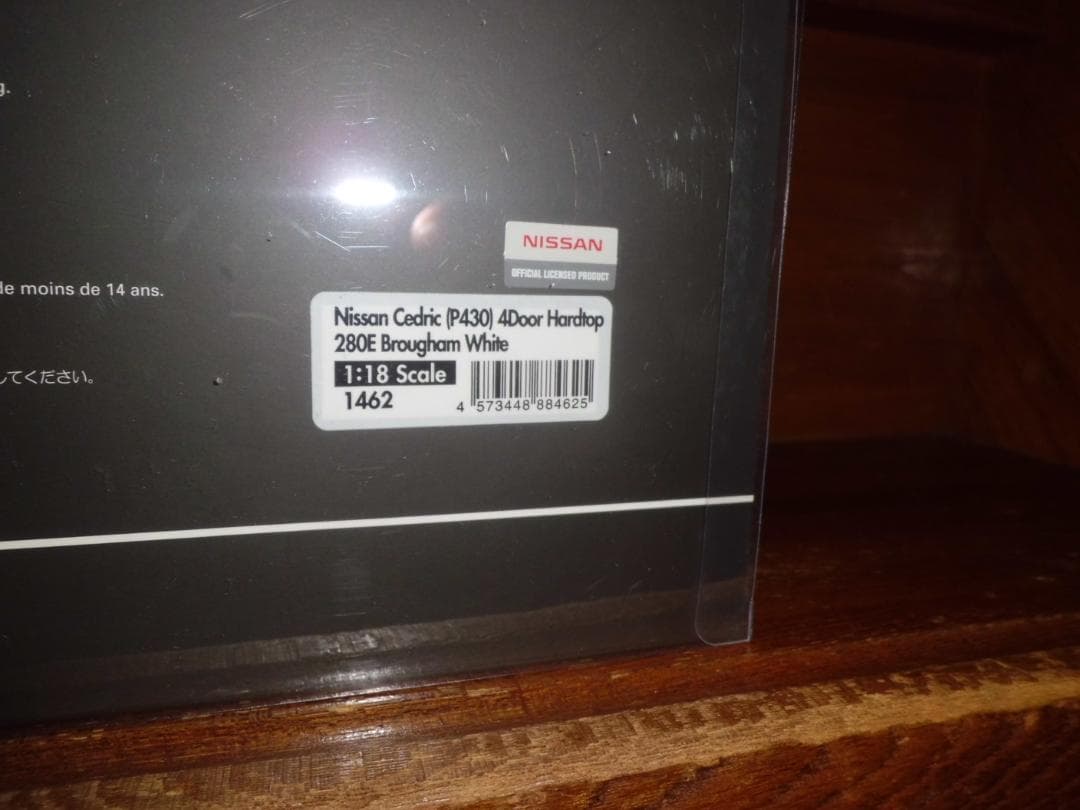 g.
NISSAN
OFFICIAL LICENSED PRODUCT
de moins de 14 ans.
Nissan Cedric (P430) 4Door Hardtop
280E Brougham White
1:18 Scale
1462
4 573448 884625
してください。